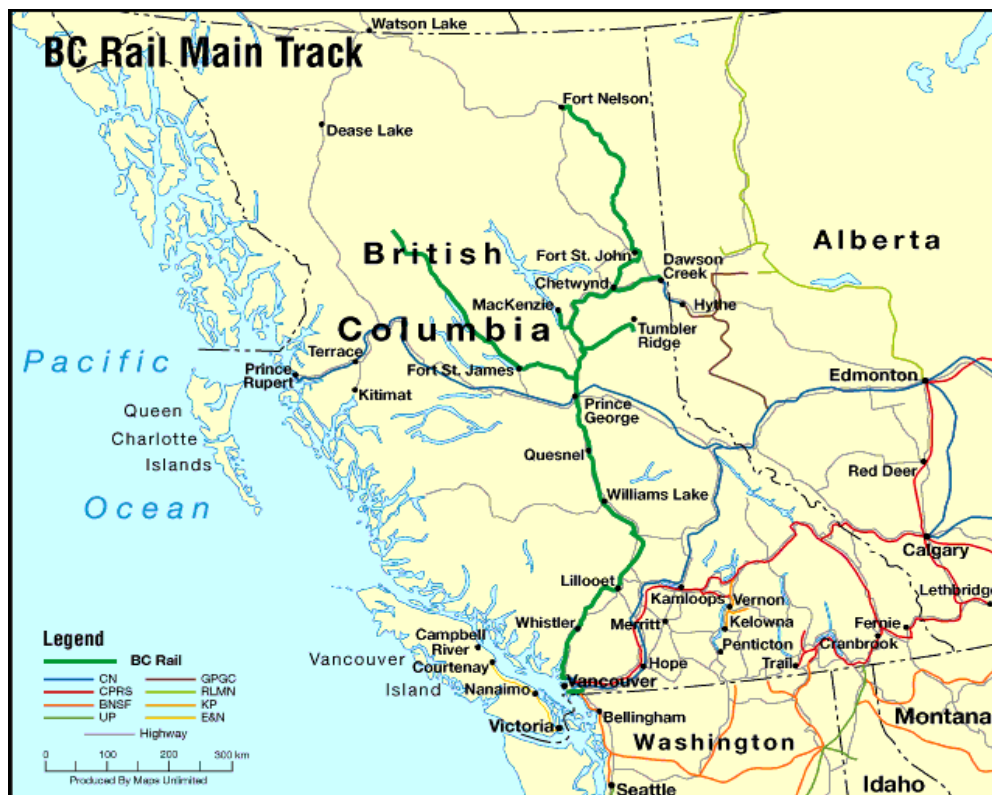 BC Rail Main Track
Watson Lake
Fort Nelson
Dease Lake
British
Columbia
Alberta
Fort St. John
Dawson
Creek
Chetwynd
MacKenzie
Hythe
Tumbler
Ridge
Terrace
Prince
Rupert
Fort St. James
Kitimat
Prince
George
Edmonton
Pacific
Ocean
Queen
Charlotte
Islands
Quesnel
Red Deer
Williams Lake
Calgary
Lillooet
Kamloops
Vernon
Lethbridge
Whistler
Merritt
Kelowna
Fernie
Campbell
River
Penticton
Cranbrook
Courtenay
Hope
Trail
Vancouver
Island
Nanaimo
Vancouver
Victoria
Bellingham
Washington
Montana
Idaho
Seattle
Legend
BC Rail
CN
CPRS
BNSF
UP
GPGC
RLMN
KP
E&N
Highway
0 100 200 300 km
Produced By Maps Unlimited